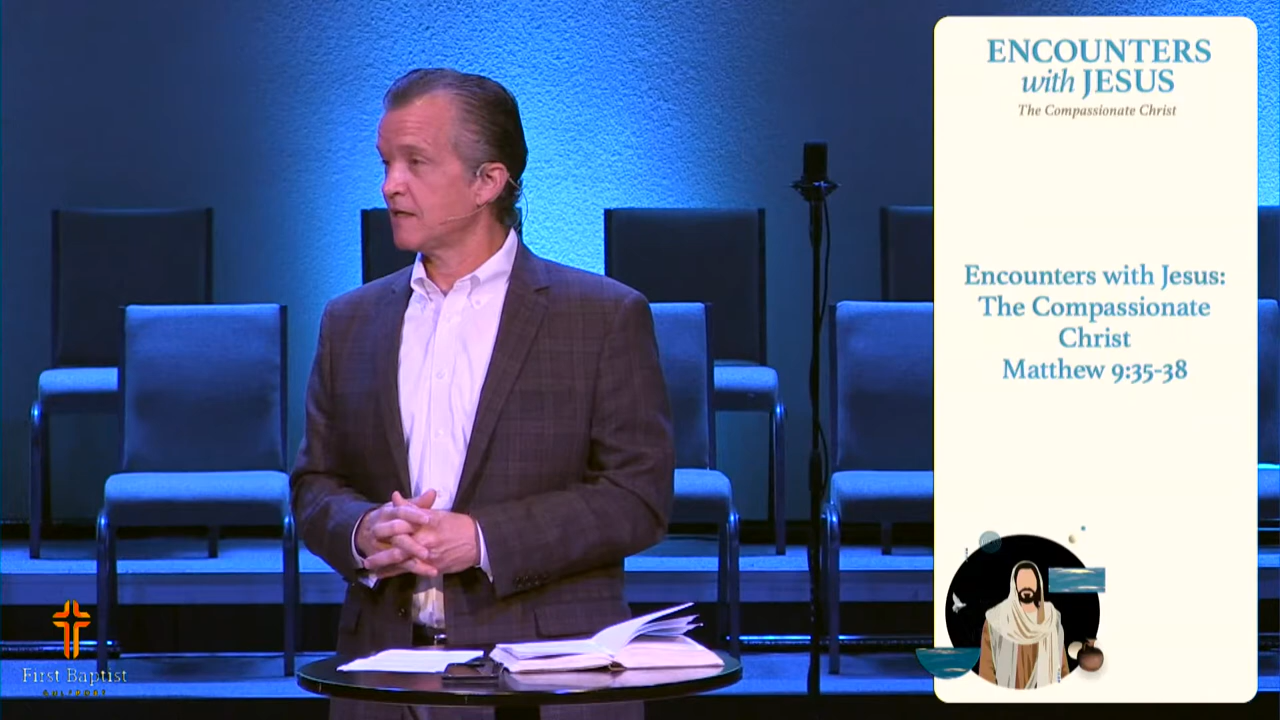 ENCOUNTERS
with JESUS
The Compassionate Christ
Encounters with Jesus:
The Compassionate
Christ
Matthew 9:35-38
First Baptist